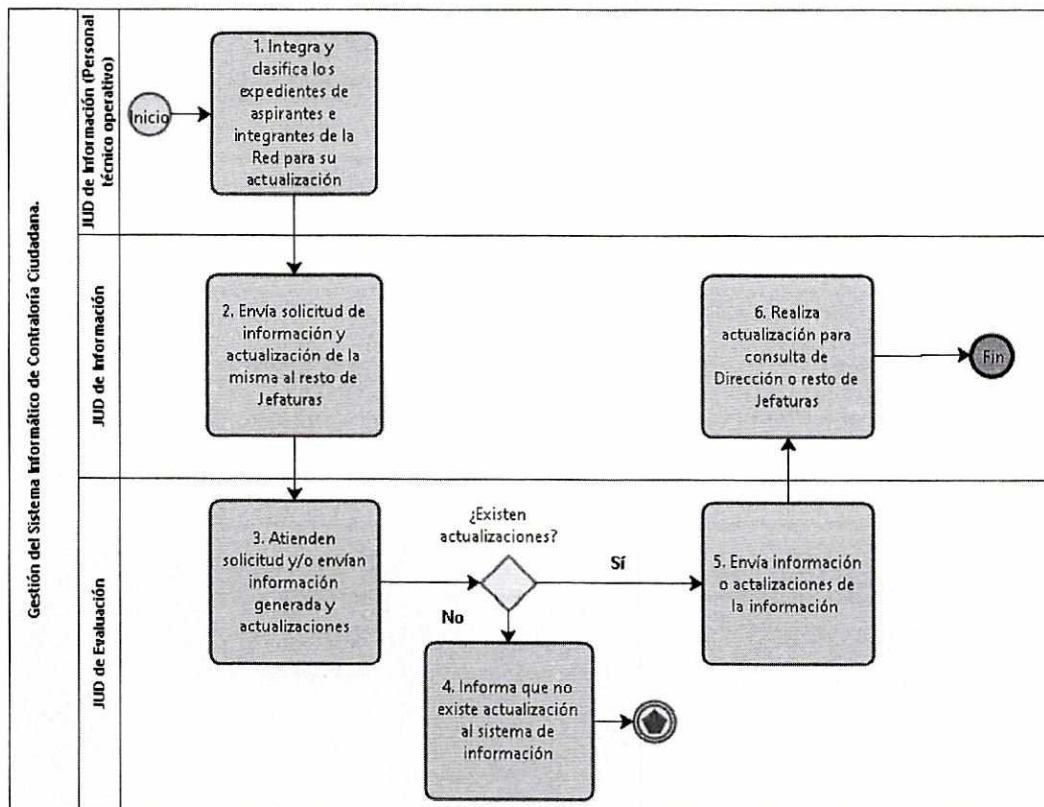 Gestión del Sistema Informático de Contraloría Ciudadana.
JUD de Información (Personal
técnico operativo)
Inicio
1. Integra y
clasifica los
expedientes de
aspirantes e
integrantes de la
Red para su
actualización
JUD de Información
2. Envía solicitud de
información y
actualización de la
misma al resto de
Jefaturas
6. Realiza
actualización para
consulta de
Dirección o resto de
Jefaturas
Fin
JUD de Evaluación
3. Atienden
solicitud y/o envían
información
generada y
actualizaciones
¿Existen
actualizaciones?
Sí
No
5. Envía información
o actalizaciones de
la información
4. Informa que no
existe actualización
al sistema de
información